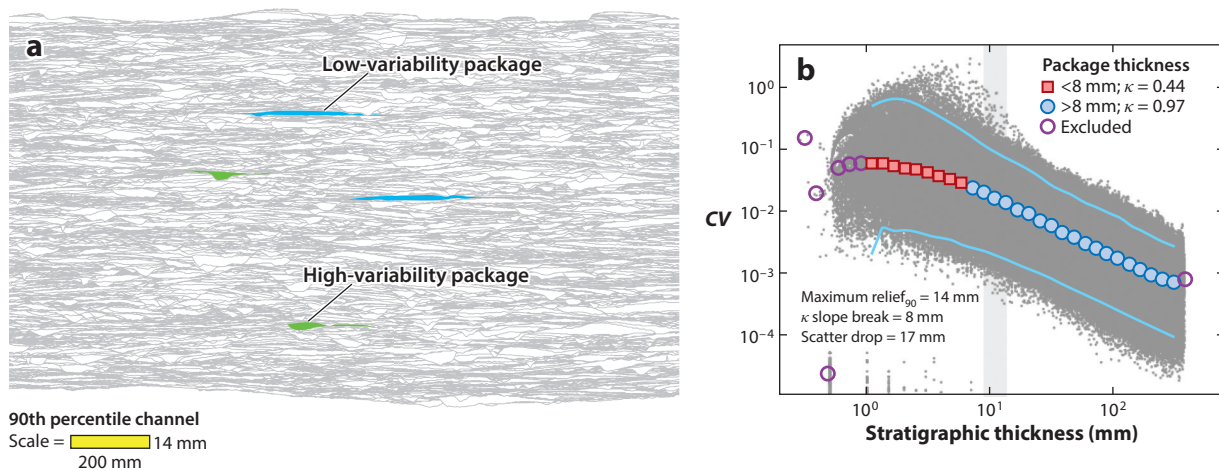 a
Low-variability package
High-variability package
90th percentile channel
Scale = 14 mm
200 mm
b
Package thickness
<8 mm; κ = 0.44
>8 mm; κ = 0.97
Excluded
CV
10⁰
10⁻¹
10⁻²
10⁻³
10⁻⁴
Maximum relief₉₀ = 14 mm
κ slope break = 8 mm
Scatter drop = 17 mm
10⁰ 10¹ 10²
Stratigraphic thickness (mm)